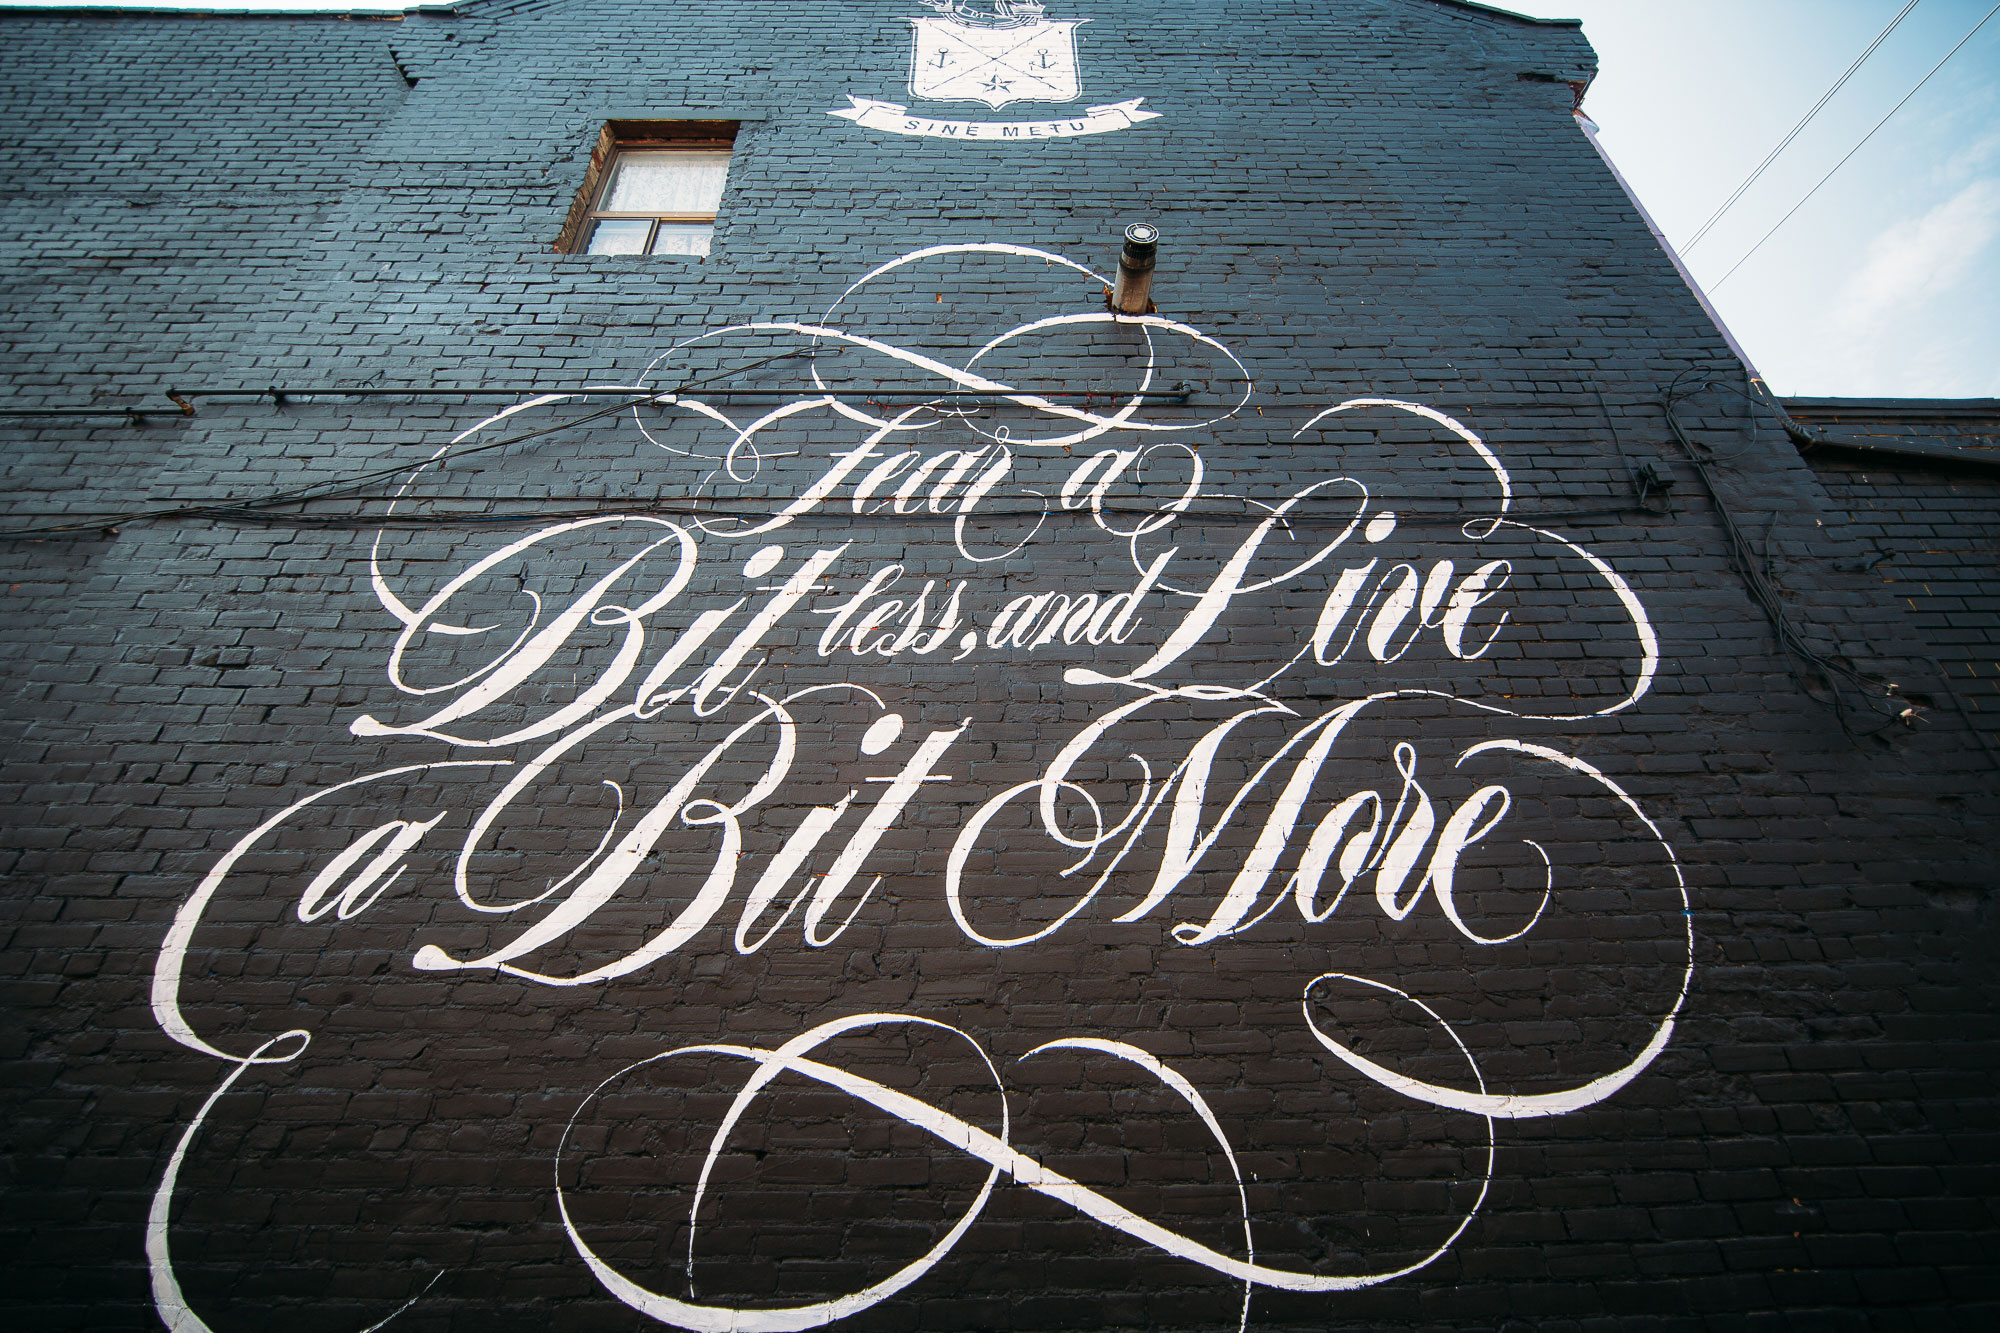 SINE METU
Fear a
Bit less, and Live
a Bit More